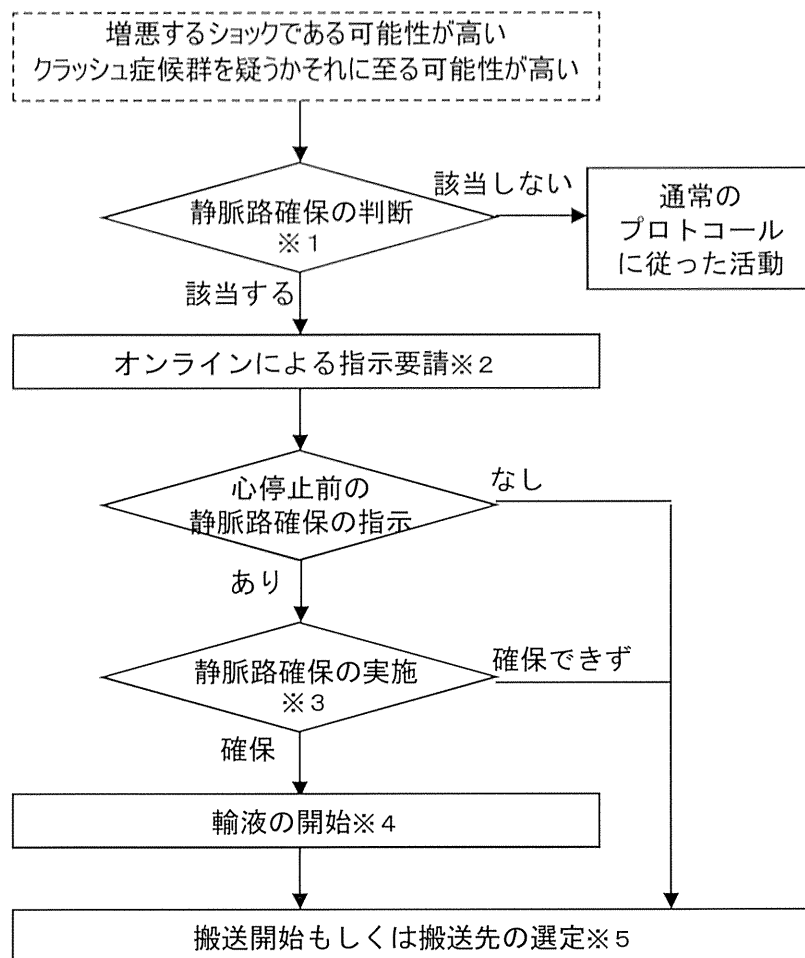 増悪するショックである可能性が高い
クラッシュ症候群を疑うかそれに至る可能性が高い
静脈路確保の判断
※1
該当しない
通常の
プロトコール
に従った活動
該当する
オンラインによる指示要請※2
心停止前の
静脈路確保の指示
なし
あり
静脈路確保の実施
※3
確保できず
確保
輸液の開始※4
搬送開始もしくは搬送先の選定※5